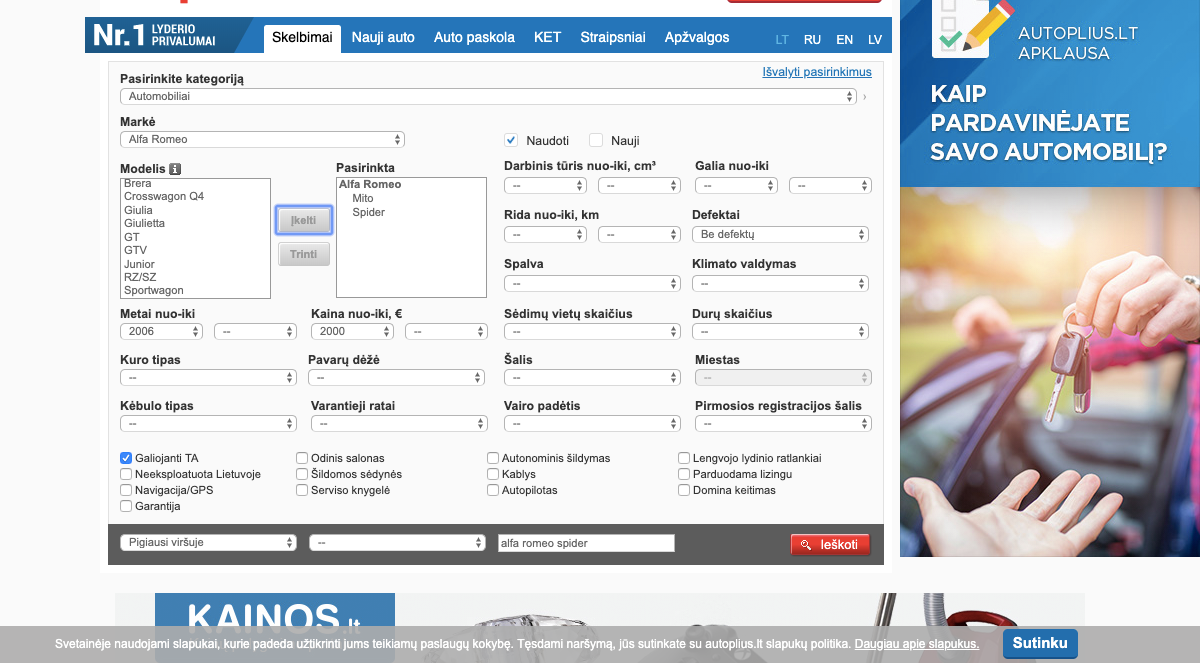 Nr.1 LYDERIO
PRIVALUMAI
Skelbimai Nauji auto Auto paskola KET Straipsniai Apžvalgos LT RU EN LV
AUTOPLIUS.LT
APKLAUSA
KAIP
PARDAVINĖJATE
SAVO AUTOMOBILĮ?
Išvalyti pasirinkimus
Pasirinkite kategoriją
Automobiliai
Markė
Alfa Romeo
Naudoti Nauji
Modelis
Brera
Crosswagon Q4
Giulia
Giulietta
GT
GTV
Junior
RZ/SZ
Sportwagon
Įkelti
Trinti
Pasirinkta
Alfa Romeo
Mito
Spider
Darbinis tūris nuo-iki, cm³ Galia nuo-iki
-- -- -- --
Rida nuo-iki, km Defektai
-- -- Be defektų
Spalva Klimato valdymas
-- --
Metai nuo-iki Kaina nuo-iki, € Sėdimų vietų skaičius Durų skaičius
2006 -- 2000 -- -- --
Kuro tipas Pavarų dėžė Šalis Miestas
-- -- -- --
Kėbulo tipas Varantieji ratai Vairo padėtis Pirmosios registracijos šalis
-- -- -- --
Galiojanti TA Odinis salonas Autonominis šildymas Lengvojo lydinio ratlankiai
Neeksploatuota Lietuvoje Šildomos sėdynės Kablys Parduodama lizingu
Navigacija/GPS Serviso knygelė Autopilotas Domina keitimas
Garantija
Pigiausi viršuje -- alfa romeo spider Ieškoti
KAINOS.lt
Svetainėje naudojami slapukai, kurie padeda užtikrinti jums teikiamų paslaugų kokybę. Tęsdami naršymą, jūs sutinkate su autoplius.lt slapukų politika. Daugiau apie slapukus. Sutinku